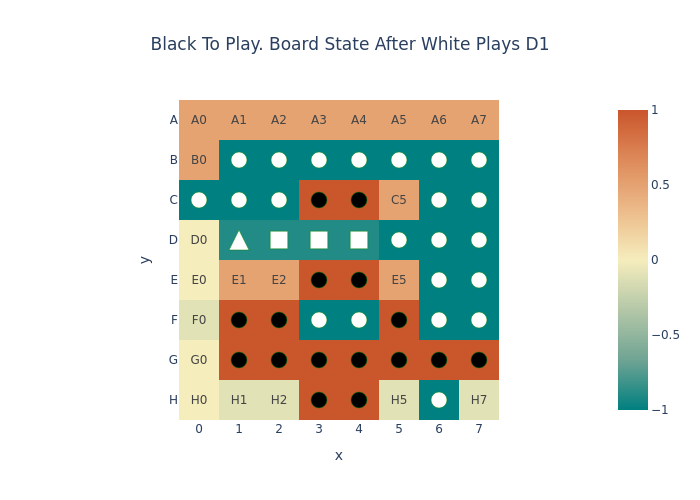 Black To Play. Board State After White Plays D1
A A0 A1 A2 A3 A4 A5 A6 A7
B B0
C C5
D D0
E E0 E1 E2 E5
F F0
G G0
H H0 H1 H2 H5 H7
0 1 2 3 4 5 6 7
x
y
1
0.5
0
−0.5
−1